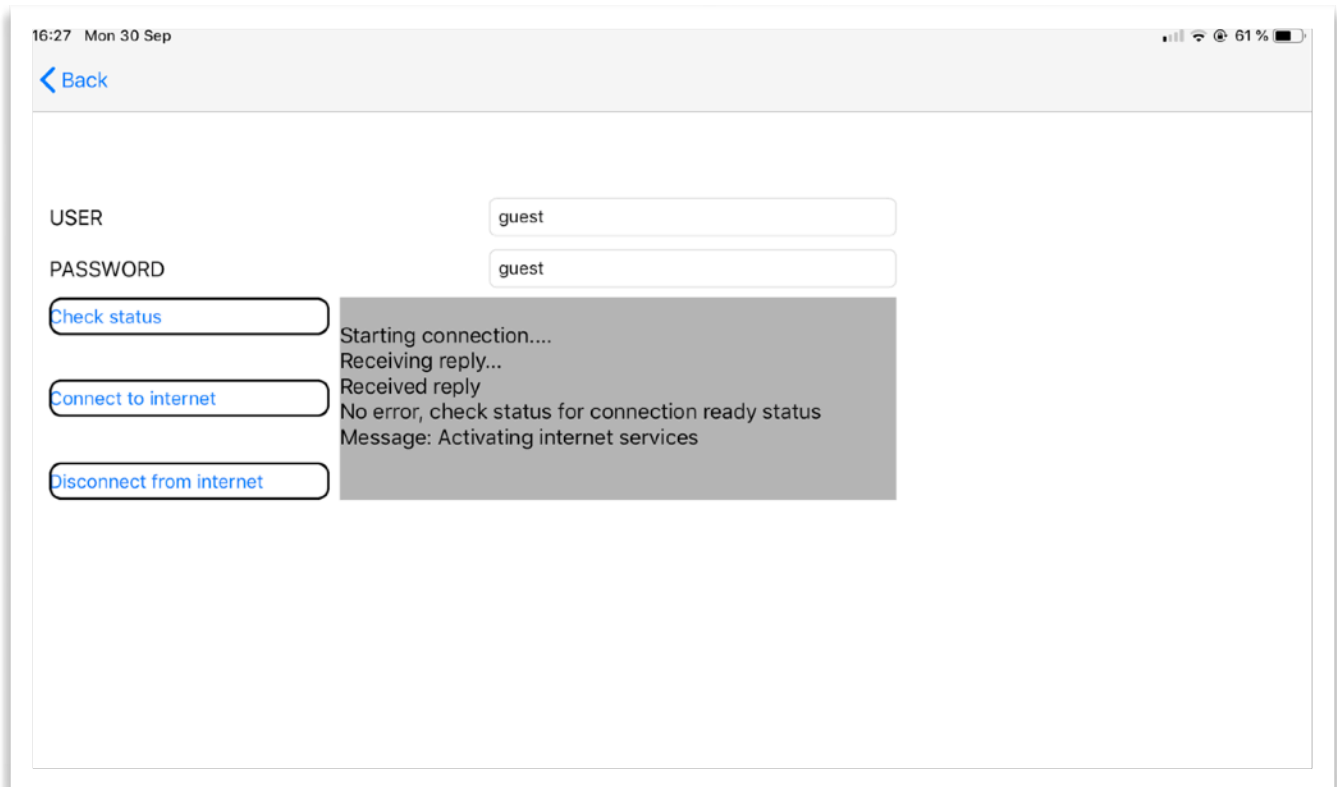 16:27 Mon 30 Sep
61 %
Back
USER
guest
PASSWORD
guest
Check status
Connect to internet
Disconnect from internet
Starting connection....
Receiving reply...
Received reply
No error, check status for connection ready status
Message: Activating internet services